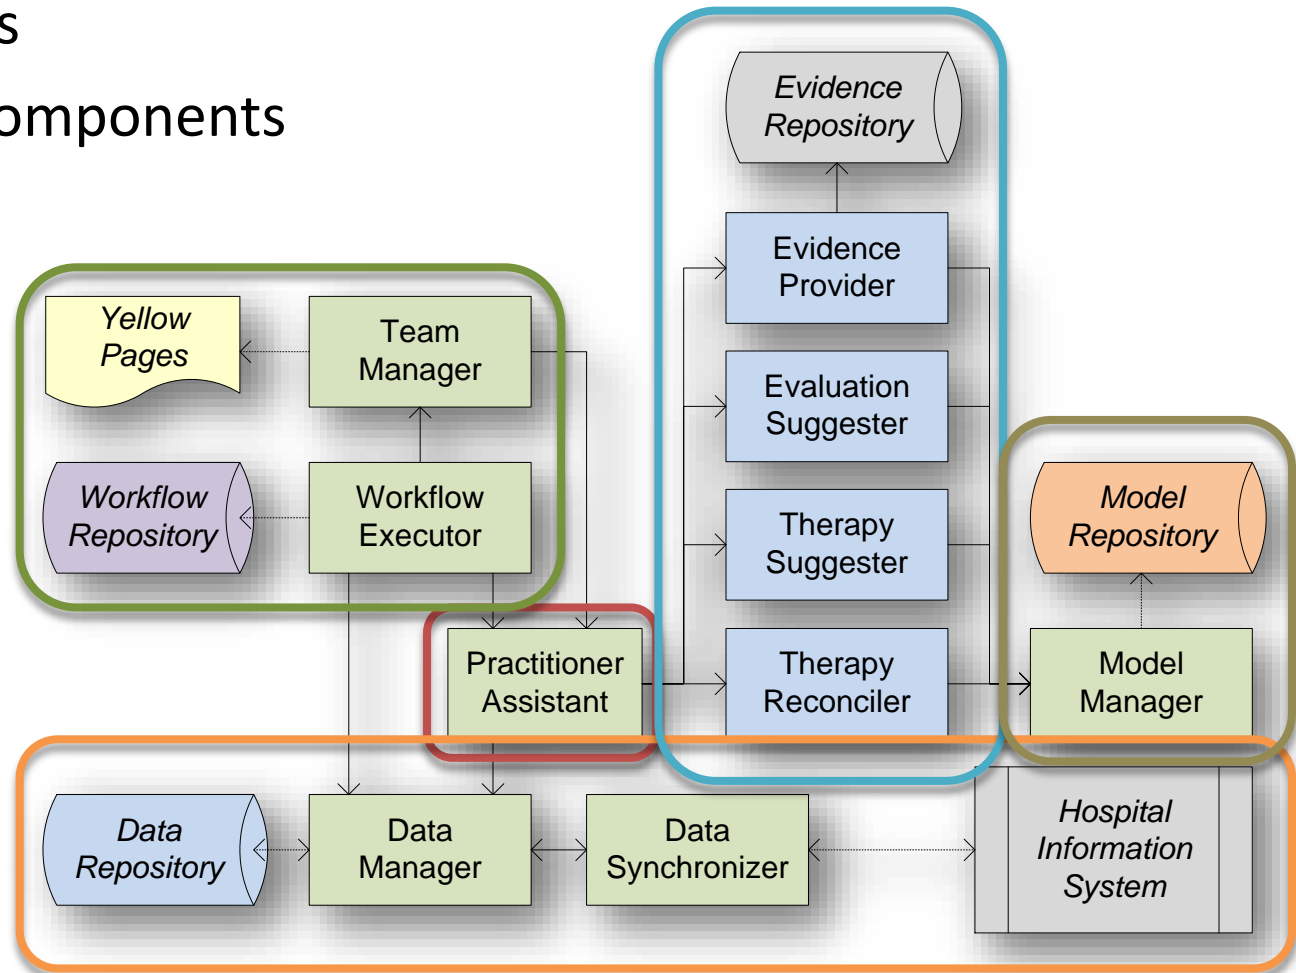 s
omponents
Evidence
Repository
Evidence
Provider
Yellow
Pages
Team
Manager
Evaluation
Suggester
Workflow
Repository
Workflow
Executor
Therapy
Suggester
Model
Repository
Practitioner
Assistant
Therapy
Reconciler
Model
Manager
Data
Repository
Data
Manager
Data
Synchronizer
Hospital
Information
System